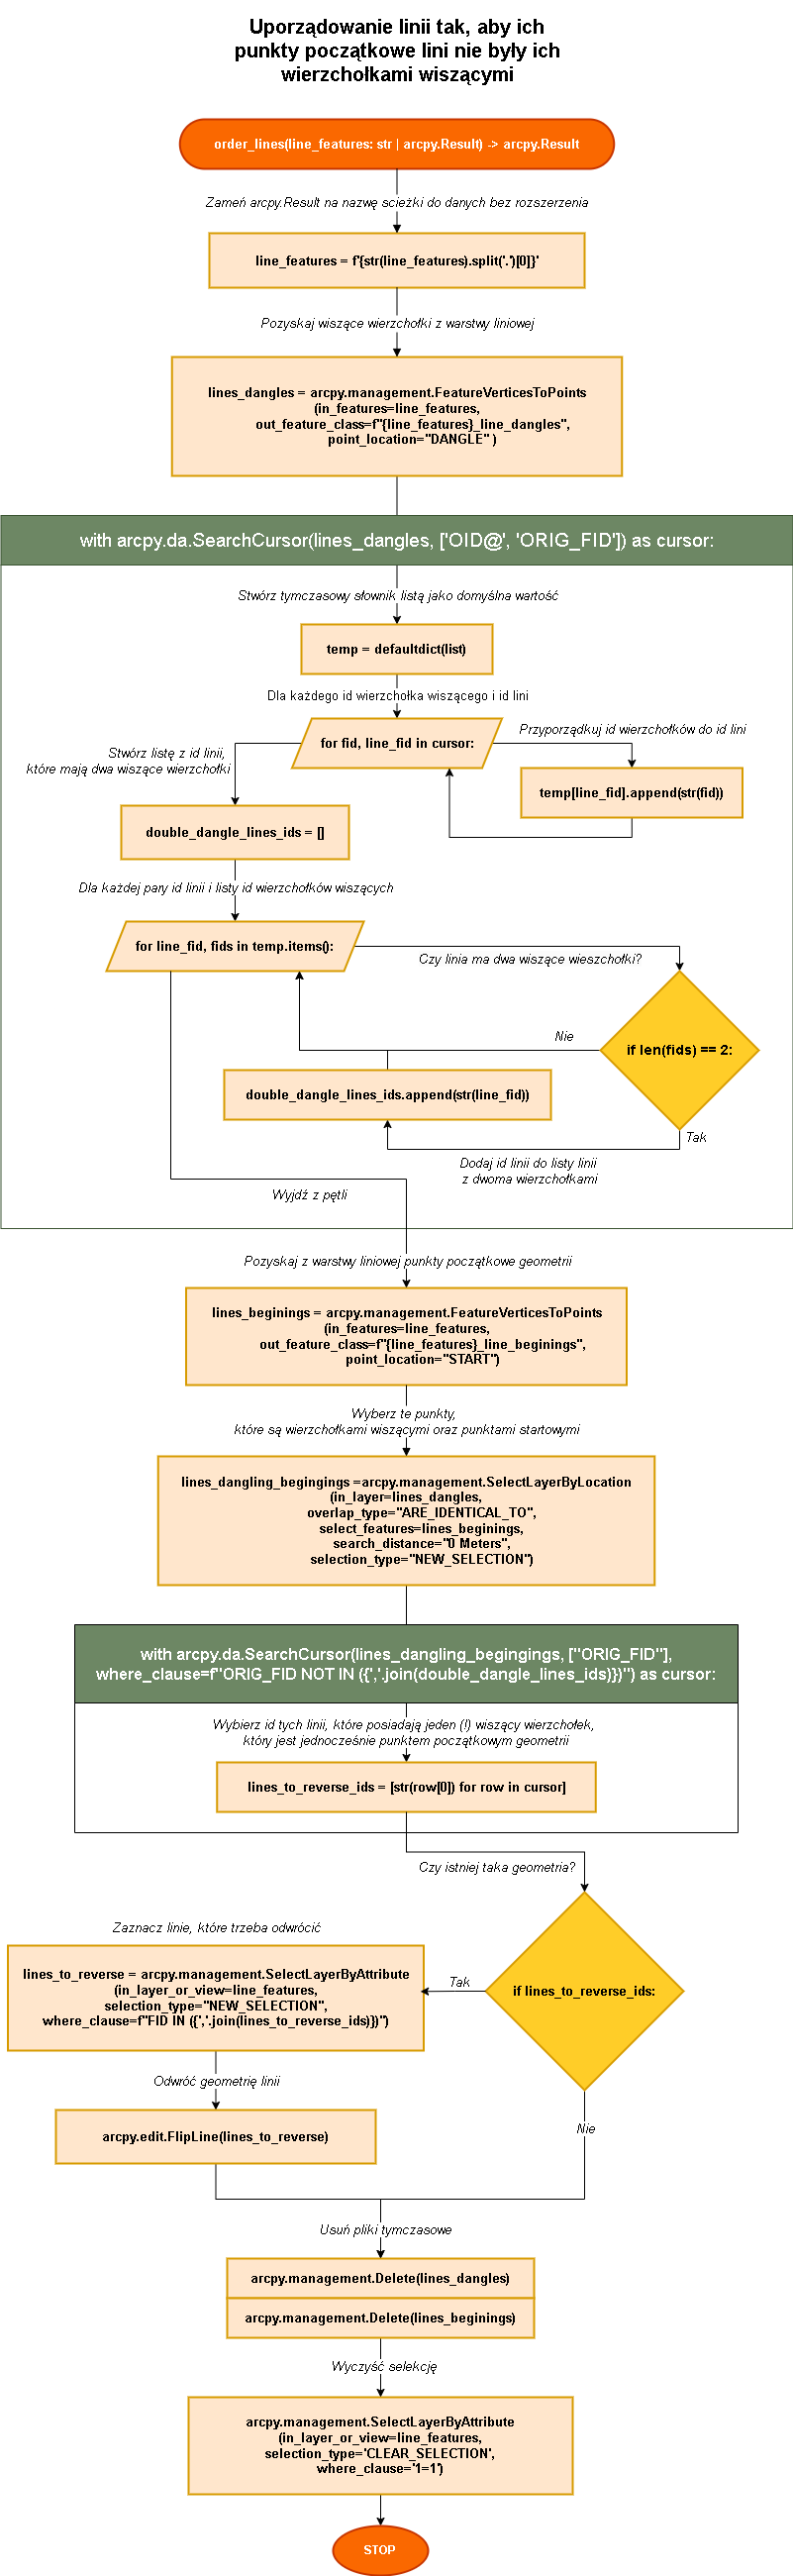 Uporządowanie linii tak, aby ich
punkty początkowe lini nie były ich
wierzchołkami wiszącymi
order_lines(line_features: str | arcpy.Result) -> arcpy.Result
Zameń arcpy.Result na nazwę scieżki do danych bez rozszerzenia
line_features = f'{str(line_features).split('.')[0]}'
Pozyskaj wiszące wierzchołki z warstwy liniowej
lines_dangles = arcpy.management.FeatureVerticesToPoints
(in_features=line_features,
out_feature_class=f"{line_features}_line_dangles",
point_location="DANGLE" )
with arcpy.da.SearchCursor(lines_dangles, ['OID@', 'ORIG_FID']) as cursor:
Stwórz tymczasowy słownik listą jako domyślna wartość
temp = defaultdict(list)
Dla każdego id wierzchołka wiszącego i id lini
for fid, line_fid in cursor:
Przyporządkuj id wierzchołków do id lini
temp[line_fid].append(str(fid))
Stwórz listę z id linii,
które mają dwa wiszące wierzchołki
double_dangle_lines_ids = []
Dla każdej pary id linii i listy id wierzchołków wiszących
for line_fid, fids in temp.items():
Czy linia ma dwa wiszące wieszchołki?
if len(fids) == 2:
Nie
double_dangle_lines_ids.append(str(line_fid))
Tak
Dodaj id linii do listy linii
z dwoma wierzchołkami
Wyjdź z pętli
Pozyskaj z warstwy liniowej punkty początkowe geometrii
lines_beginings = arcpy.management.FeatureVerticesToPoints
(in_features=line_features,
out_feature_class=f"{line_features}_line_beginings",
point_location="START")
Wyberz te punkty,
które są wierzchołkami wiszącymi oraz punktami startowymi
lines_dangling_begingings =arcpy.management.SelectLayerByLocation
(in_layer=lines_dangles,
overlap_type="ARE_IDENTICAL_TO",
select_features=lines_beginings,
search_distance="0 Meters",
selection_type="NEW_SELECTION")
with arcpy.da.SearchCursor(lines_dangling_begingings, ["ORIG_FID"],
where_clause=f"ORIG_FID NOT IN ({','.join(double_dangle_lines_ids)})") as cursor:
Wybierz id tych linii, które posiadają jeden (!) wiszący wierzchołek,
który jest jednocześnie punktem początkowym geometrii
lines_to_reverse_ids = [str(row[0]) for row in cursor]
Czy istniej taka geometria?
if lines_to_reverse_ids:
Tak
Zaznacz linie, które trzeba odwrócić
lines_to_reverse = arcpy.management.SelectLayerByAttribute
(in_layer_or_view=line_features,
selection_type="NEW_SELECTION",
where_clause=f"FID IN ({','.join(lines_to_reverse_ids)})")
Odwróć geometrię linii
arcpy.edit.FlipLine(lines_to_reverse)
Nie
Usuń pliki tymczasowe
arcpy.management.Delete(lines_dangles)
arcpy.management.Delete(lines_beginings)
Wyczyść selekcję
arcpy.management.SelectLayerByAttribute
(in_layer_or_view=line_features,
selection_type='CLEAR_SELECTION',
where_clause='1=1')
STOP